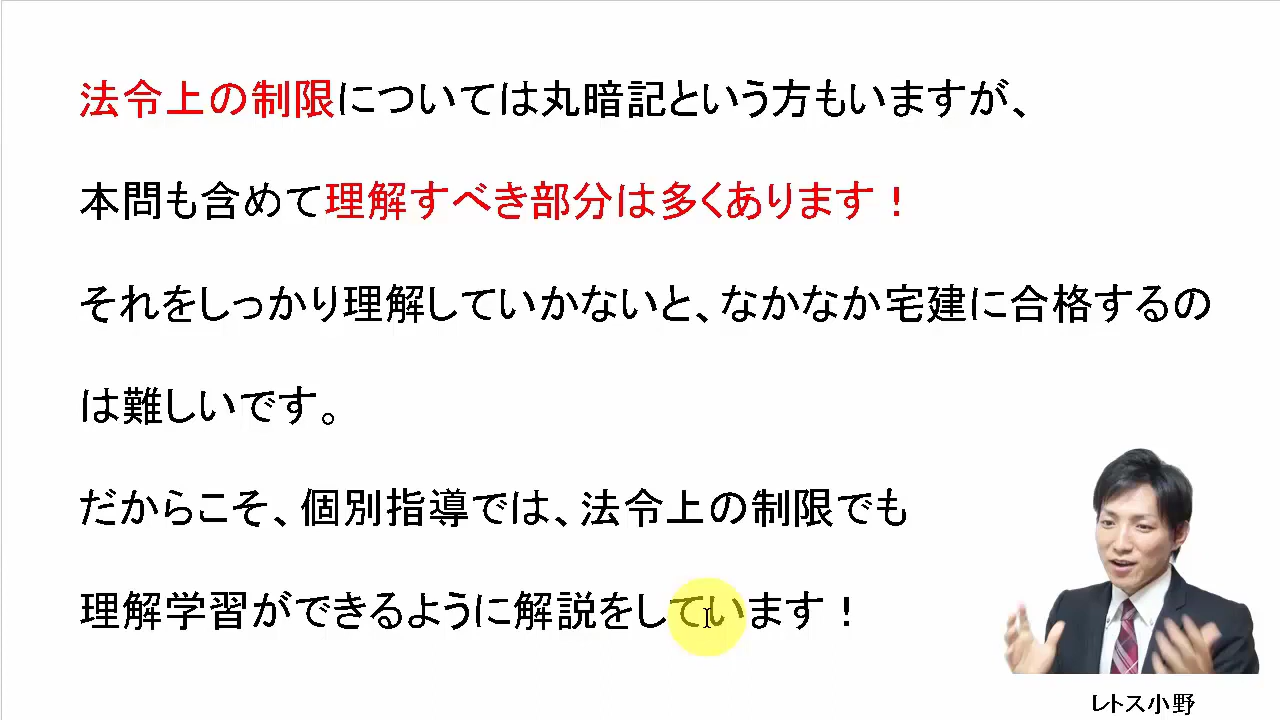 法令上の制限については丸暗記という方もいますが、
本問も含めて理解すべき部分は多くあります！
それをしっかり理解していかないと、なかなか宅建に合格するの
は難しいです。
だからこそ、個別指導では、法令上の制限でも
理解学習ができるように解説をしています！
レトス小野